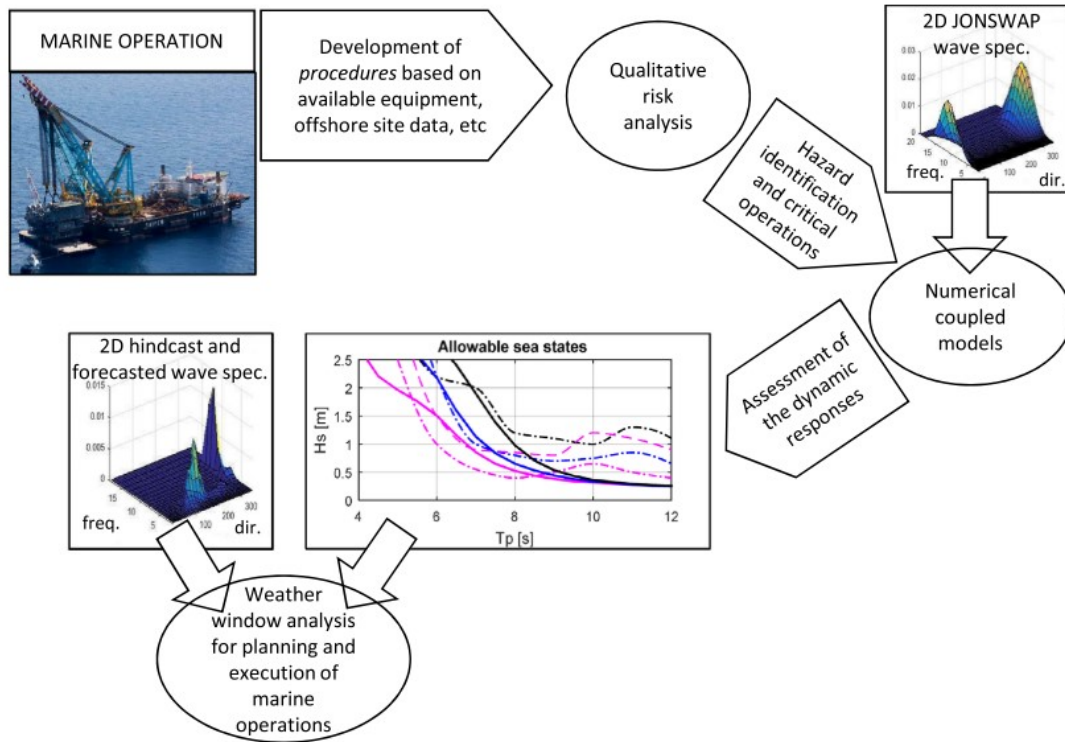 MARINE OPERATION
Development of
procedures based on
available equipment,
offshore site data, etc
Qualitative
risk
analysis
2D JONSWAP
wave spec.
0.03
0.02
0.01
0
20
15
10
5
100
200
300
freq.
dir.
Hazard
identification
and critical
operations
Numerical
coupled
models
Assessment of
the dynamic
responses
Allowable sea states
Hs [m]
2.5
2
1.5
1
0.5
0
4
6
8
10
12
Tp [s]
2D hindcast and
forecasted wave spec.
0.015
0.01
0.005
0
15
10
5
100
200
300
freq.
dir.
Weather
window analysis
for planning and
execution of
marine
operations